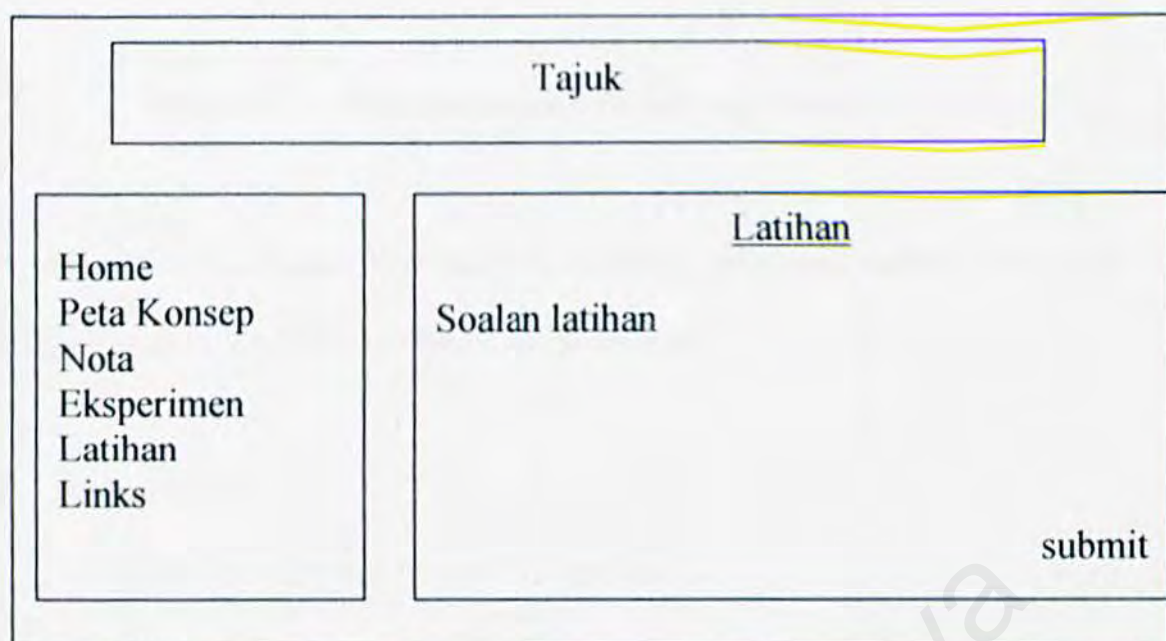 Tajuk
Home
Peta Konsep
Nota
Eksperimen
Latihan
Links
Latihan
Soalan latihan
submit